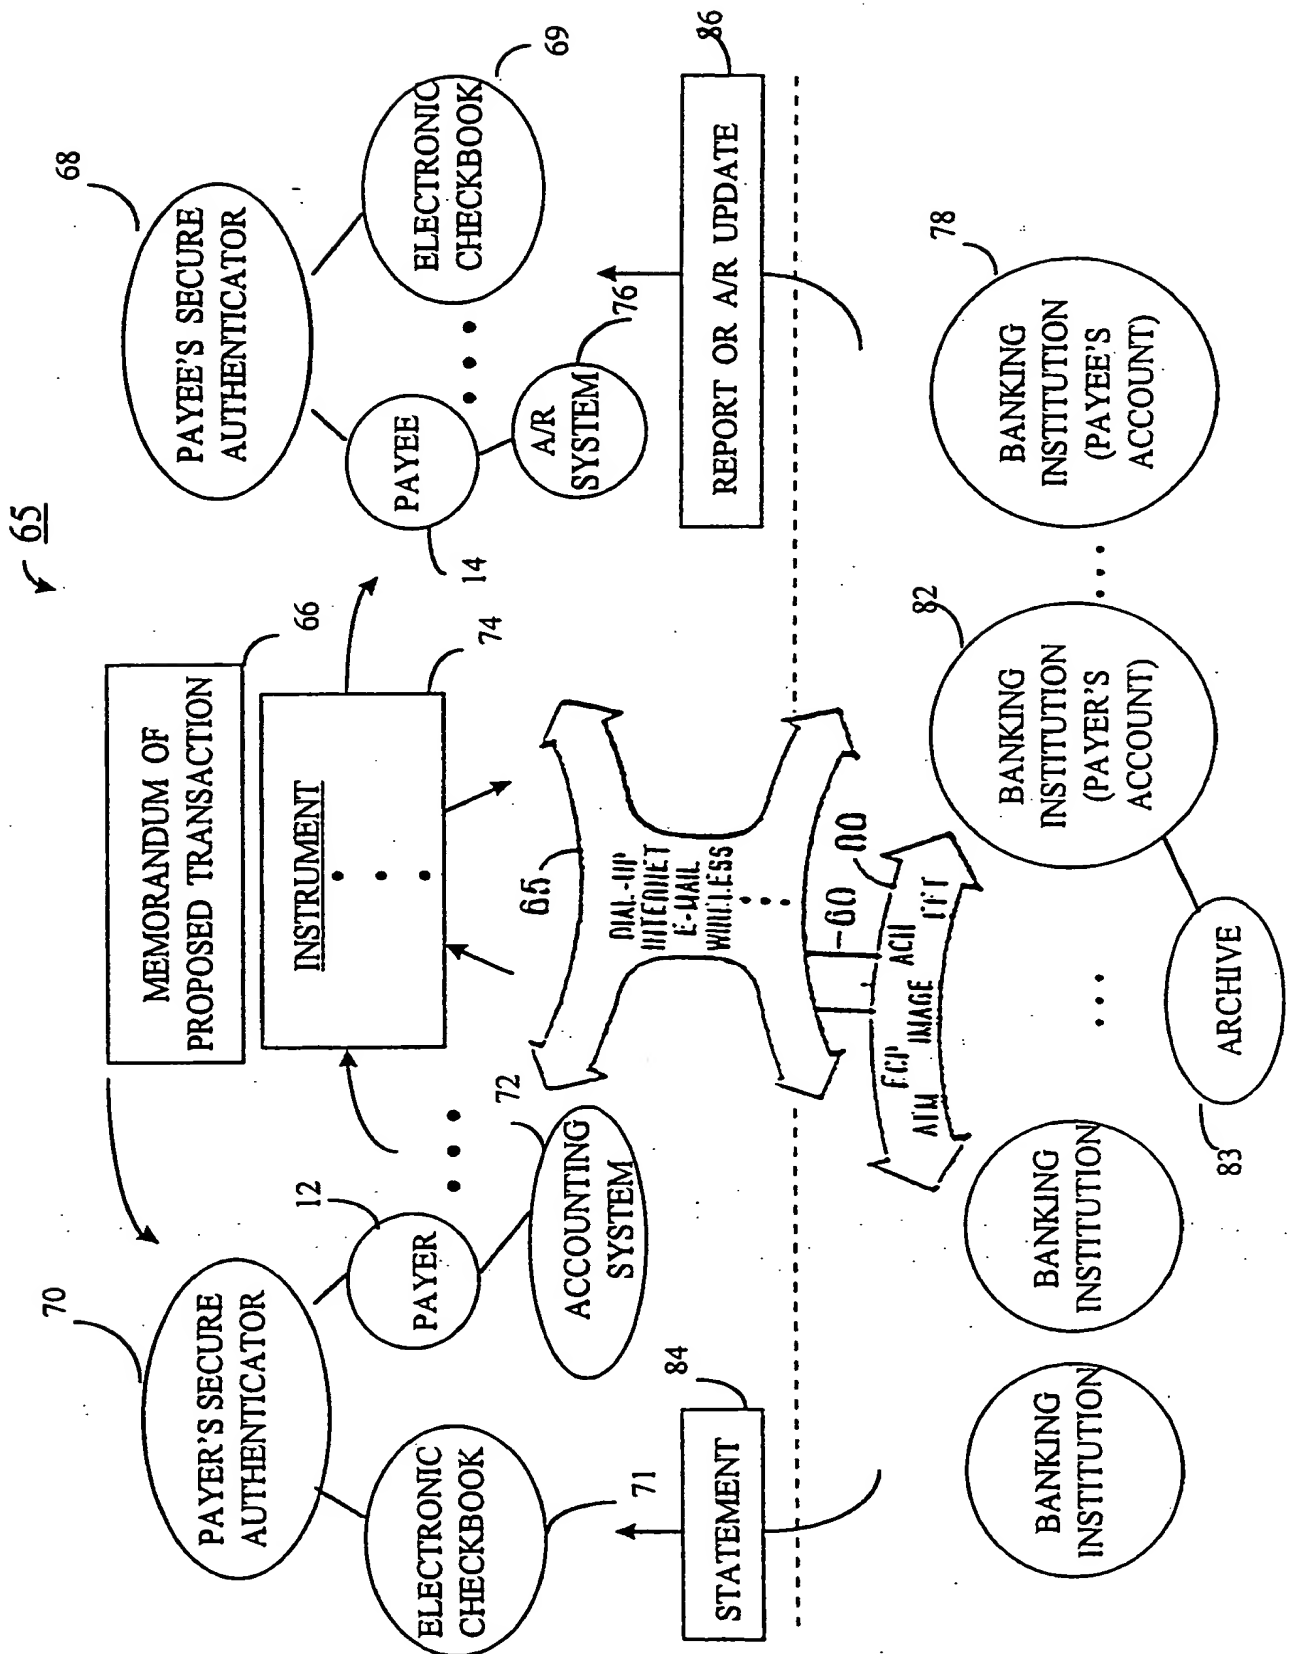 65
MEMORANDUM OF
PROPOSED TRANSACTION
66
70
PAYER'S SECURE
AUTHENTICATOR
68
PAYEE'S SECURE
AUTHENTICATOR
INSTRUMENT
74
12
PAYER
14
PAYEE
ELECTRONIC
CHECKBOOK
71
ELECTRONIC
CHECKBOOK
69
72
ACCOUNTING
SYSTEM
A/R
SYSTEM
76
65
DIAL-UP
INTERNET
E-MAIL
WIRELESS
STATEMENT
84
REPORT OR A/R UPDATE
86
60
80
ATM
ECP
IMAGE
ACH
EFT
BANKING
INSTITUTION
BANKING
INSTITUTION
82
BANKING
INSTITUTION
(PAYER'S
ACCOUNT)
78
BANKING
INSTITUTION
(PAYEE'S
ACCOUNT)
83
ARCHIVE